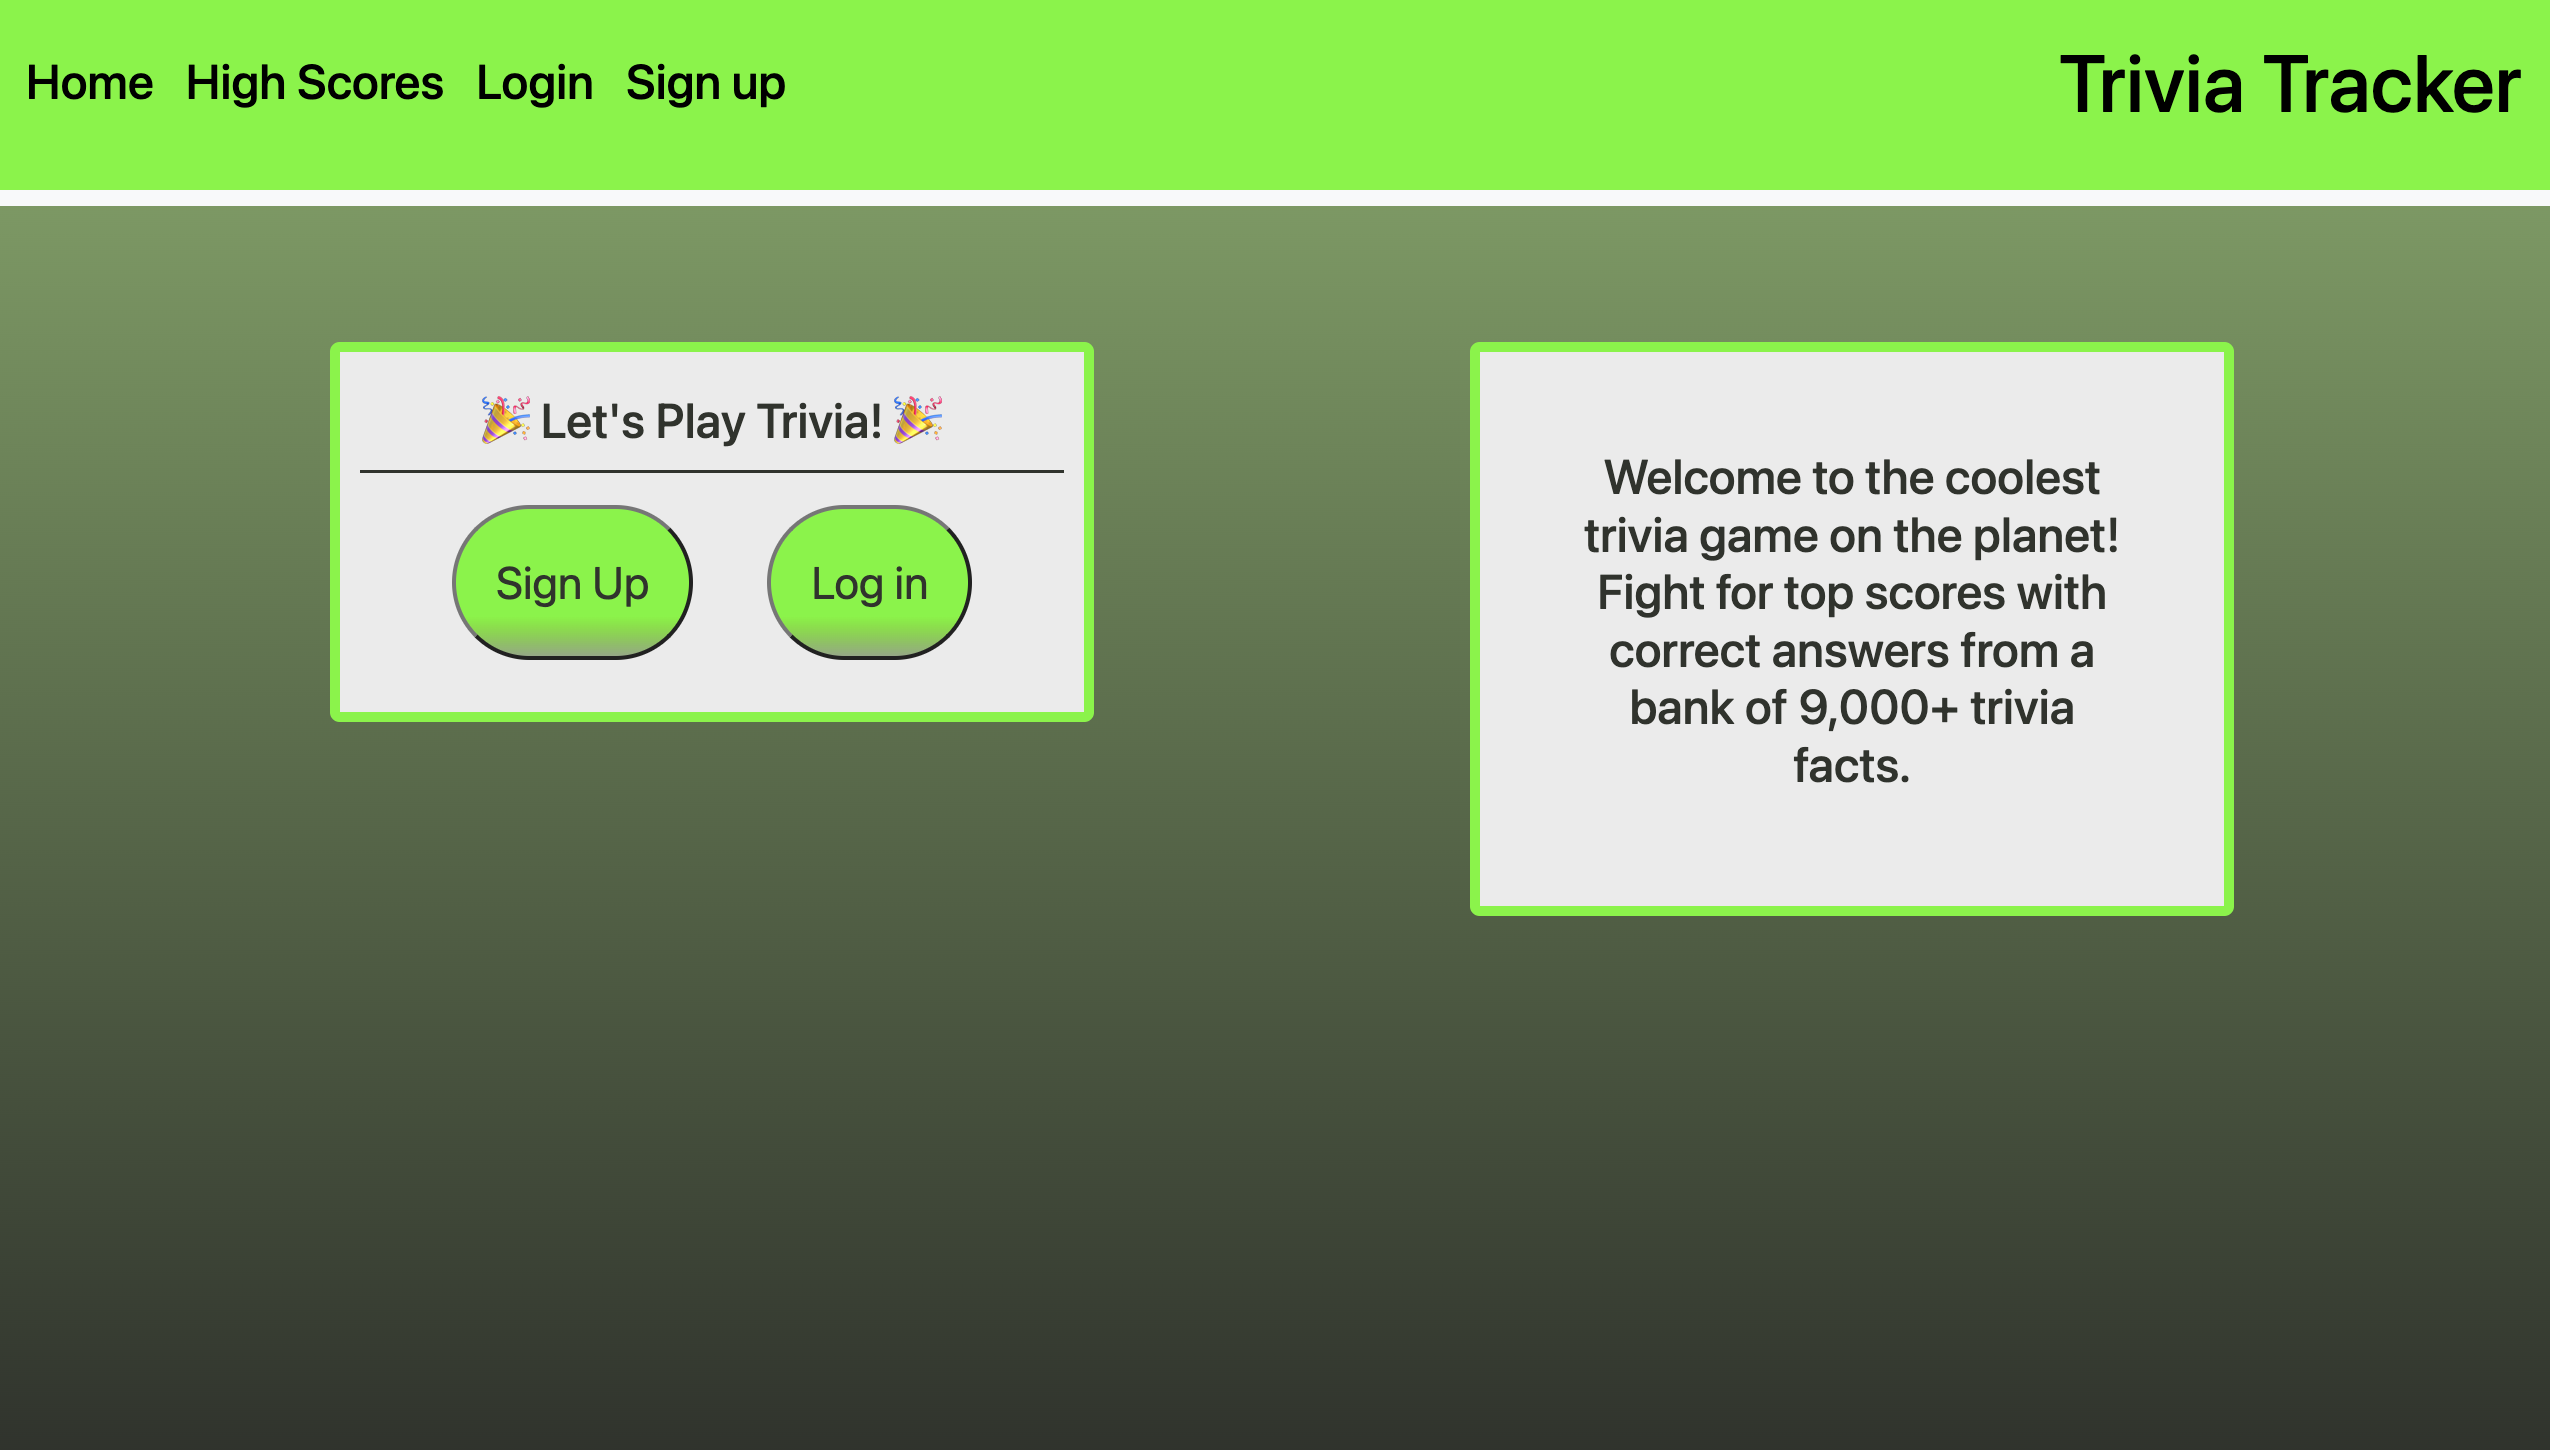 Home High Scores Login Sign up
Trivia Tracker
🎉 Let's Play Trivia! 🎉
Sign Up
Log in
Welcome to the coolest
trivia game on the planet!
Fight for top scores with
correct answers from a
bank of 9,000+ trivia
facts.